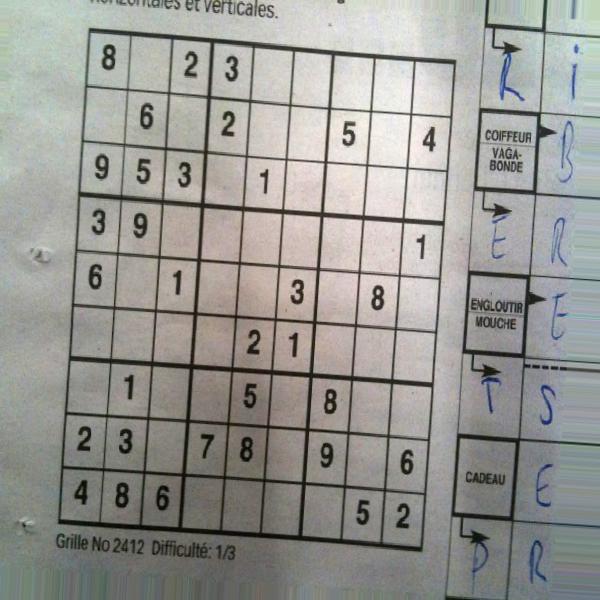 horizontales et verticales.
8 2 3
6 2 5 4
9 5 3 1
3 9 1
6 1 3 8
2 1
1 5 8
2 3 7 8 9 6
4 8 6 5 2
Grille No 2412 Difficulté: 1/3
R i
COIFFEUR
VAGA-
BONDE
B
E R
ENGLOUTIR
MOUCHE
E
T S
CADEAU
E
P R